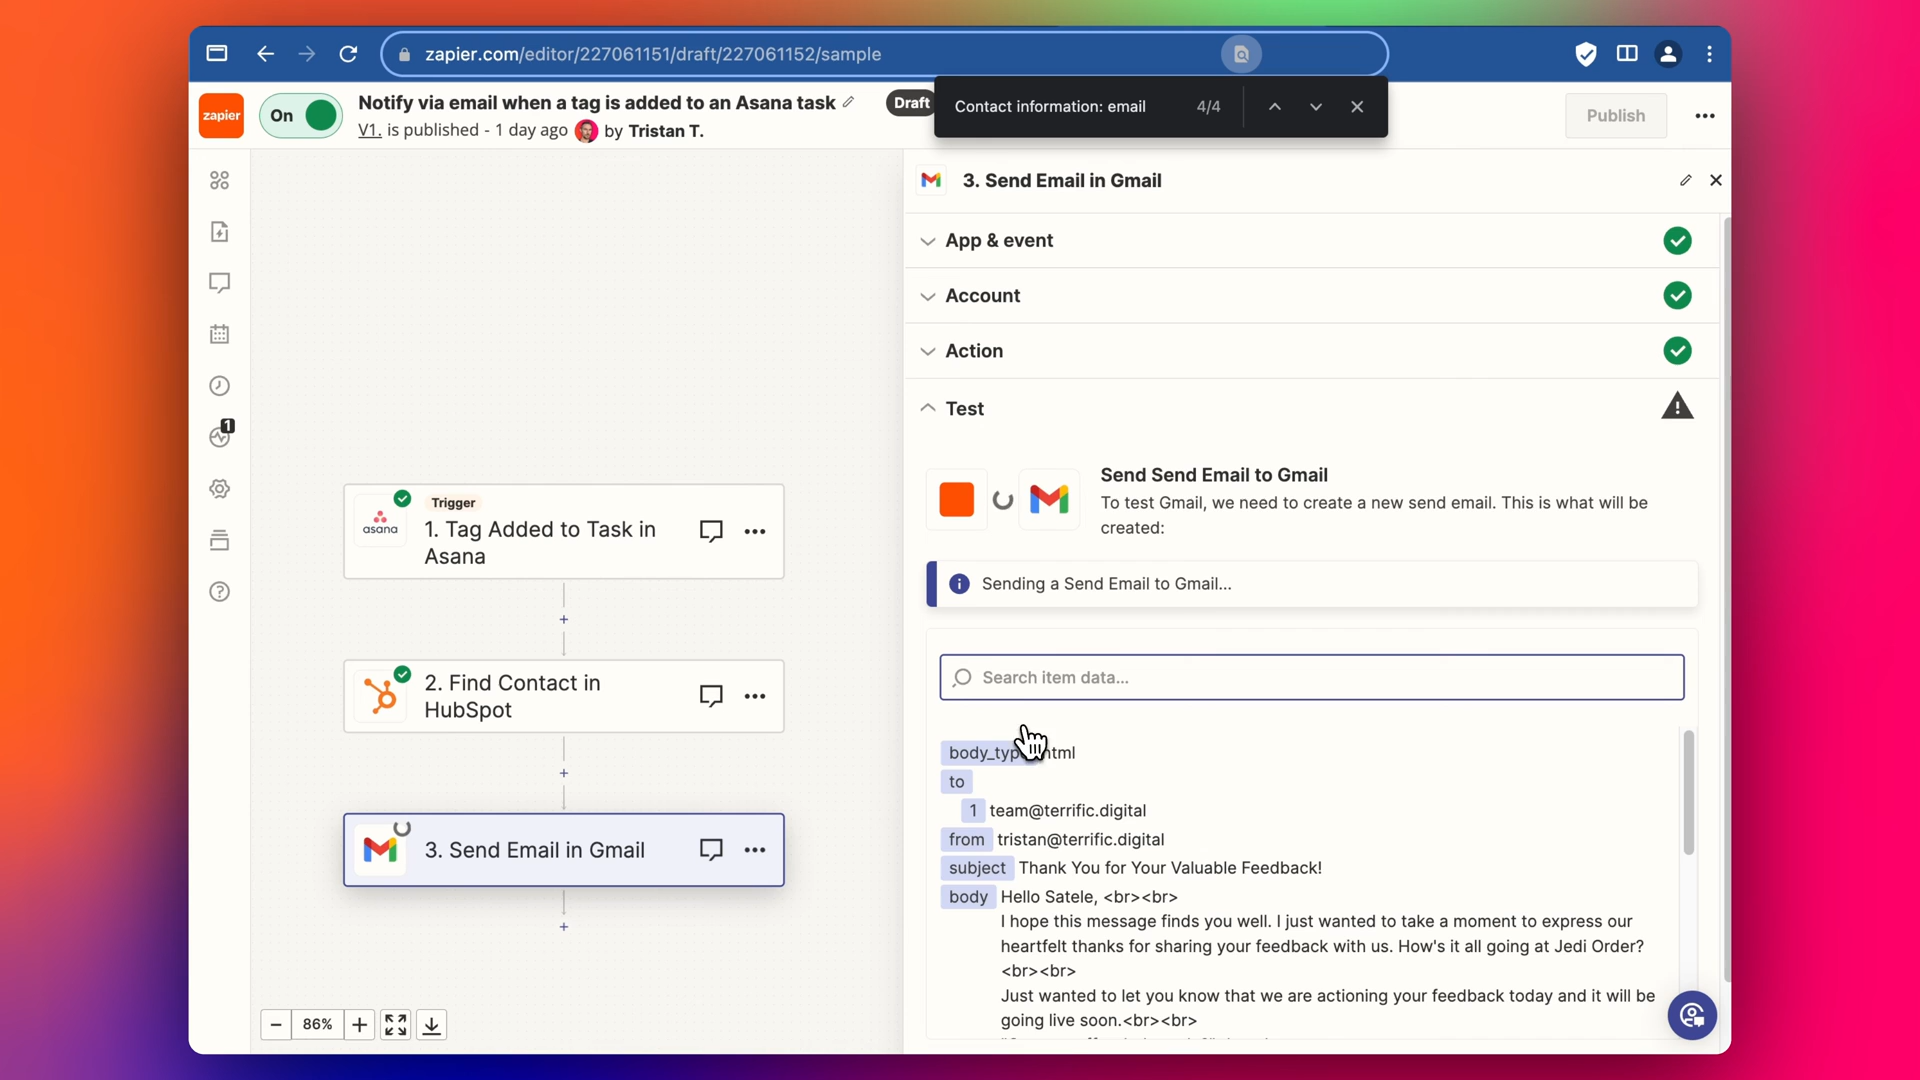 zapier.com/editor/227061151/draft/227061152/sample
zapier
On
Notify via email when a tag is added to an Asana task
V1. is published - 1 day ago by Tristan T.
Draft
Contact information: email 4/4
Publish
1
Trigger
asana
1. Tag Added to Task in
Asana
2. Find Contact in
HubSpot
3. Send Email in Gmail
86%
3. Send Email in Gmail
App & event
Account
Action
Test
Send Send Email to Gmail
To test Gmail, we need to create a new send email. This is what will be
created:
Sending a Send Email to Gmail...
Search item data...
to
1 team@terrific.digital
from tristan@terrific.digital
subject Thank You for Your Valuable Feedback!
body Hello Satele, <br><br>
I hope this message finds you well. I just wanted to take a moment to express our
heartfelt thanks for sharing your feedback with us. How's it all going at Jedi Order?
<br><br>
Just wanted to let you know that we are actioning your feedback today and it will be
going live soon.<br><br>